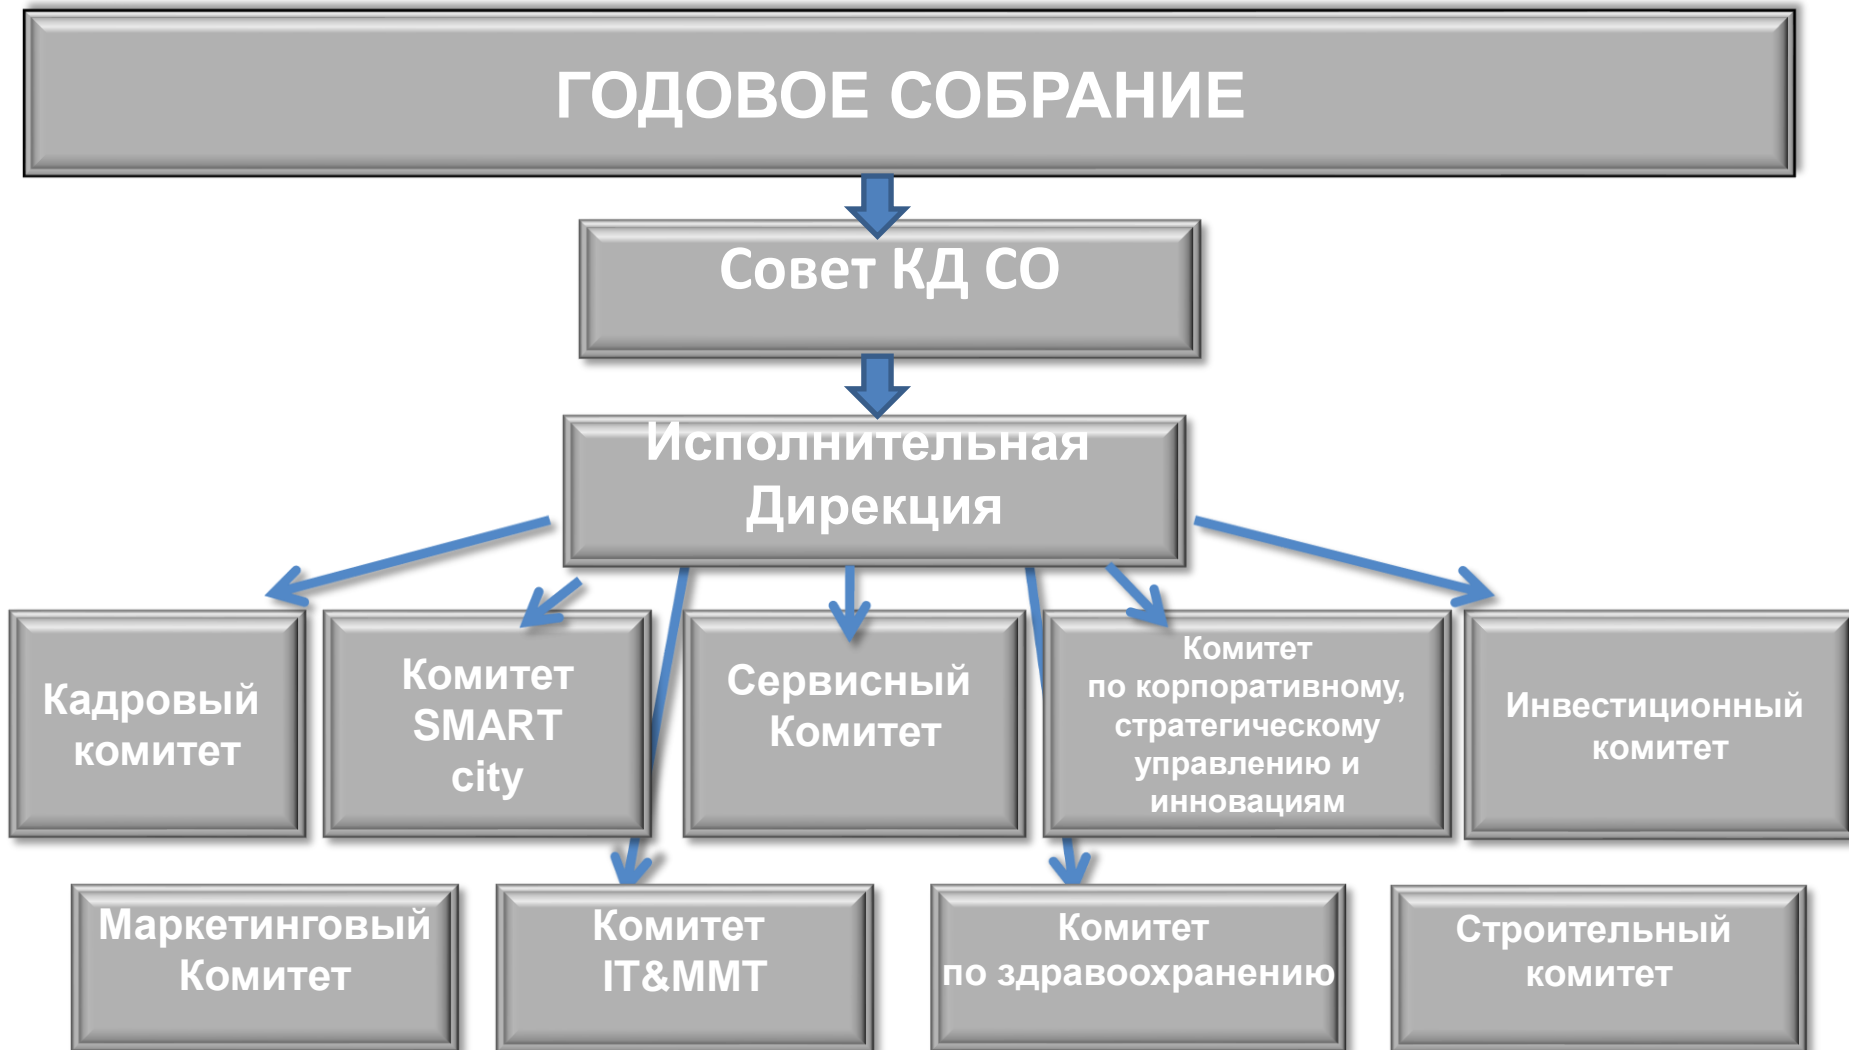 ГОДОВОЕ СОБРАНИЕ
Совет КД СО
Исполнительная
Дирекция
Кадровый
комитет
Комитет
SMART
city
Сервисный
Комитет
Комитет
по корпоративному,
стратегическому
управлению и
инновациям
Инвестиционный
комитет
Маркетинговый
Комитет
Комитет
IT&MMT
Комитет
по здравоохранению
Строительный
комитет